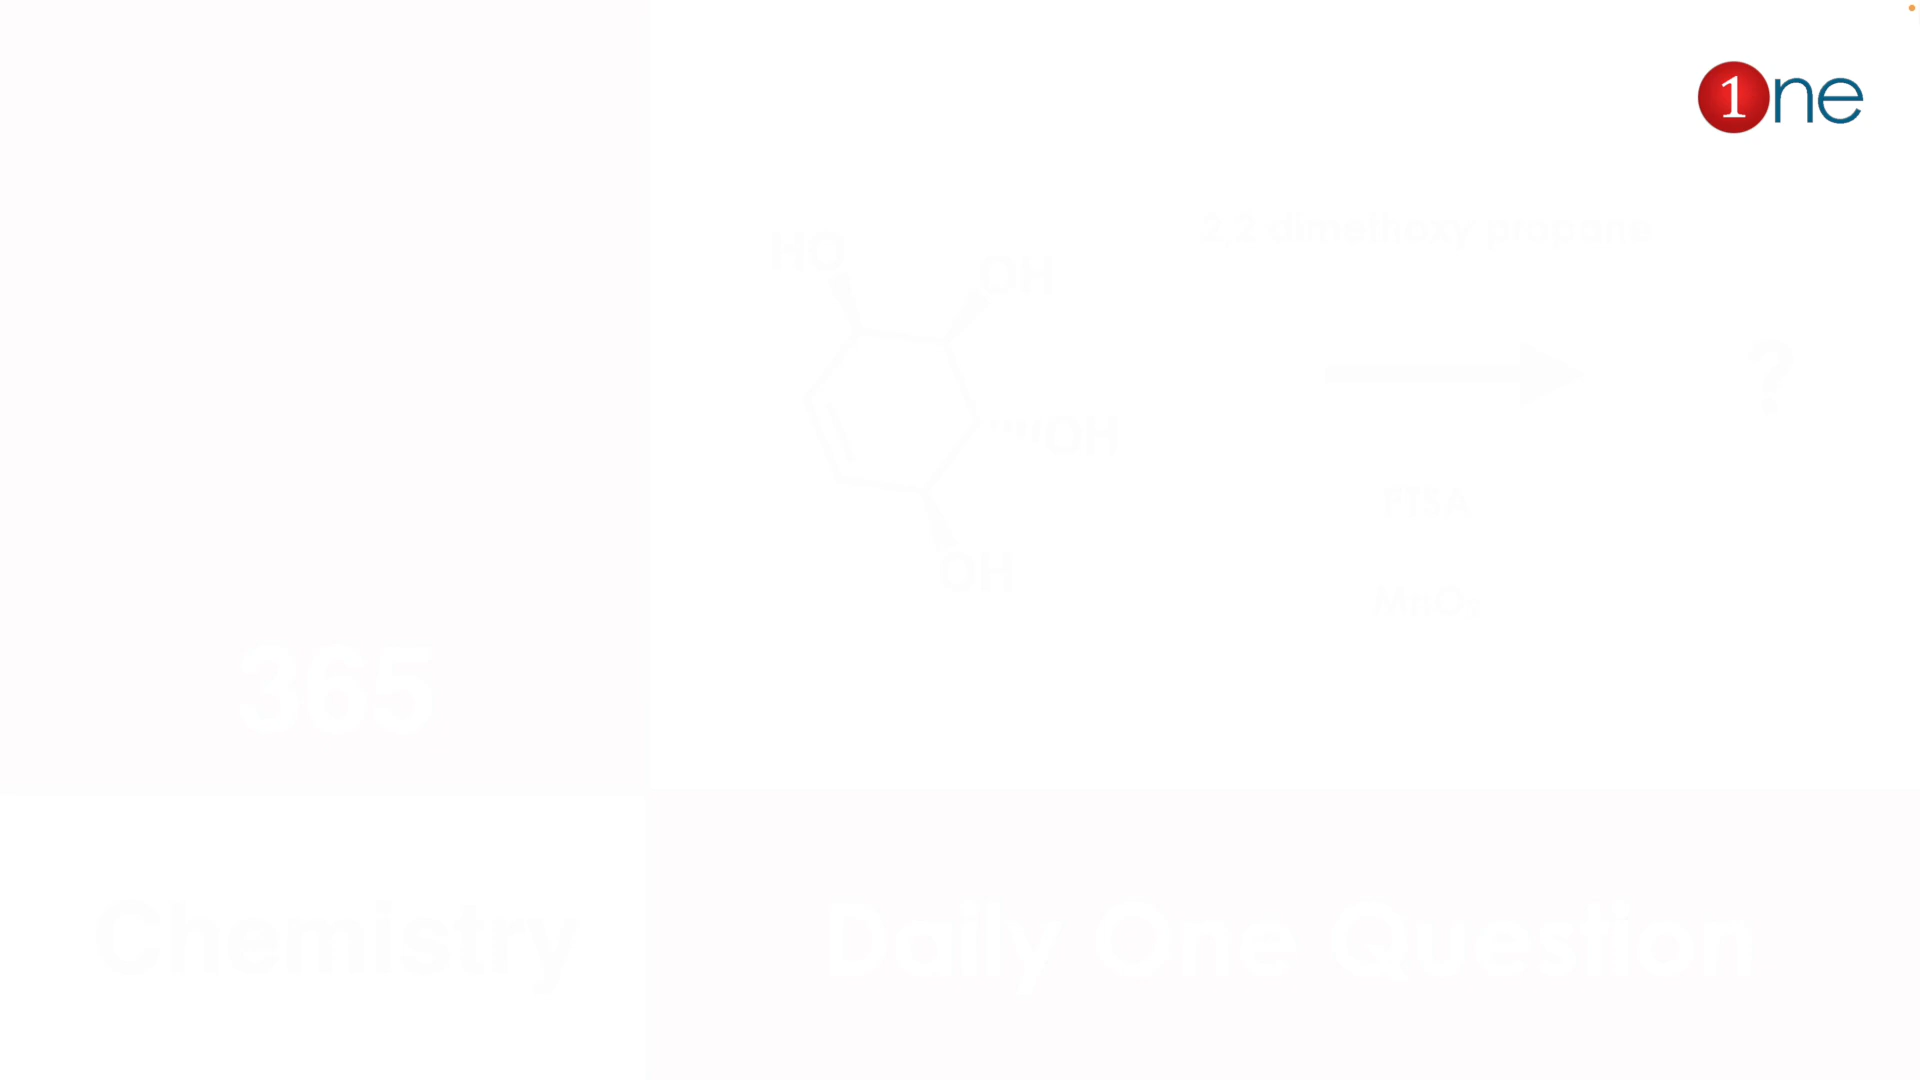 1ne
2,2 dimethoxy propane
HO
OH
?
OH
PTSA
OH
MnO₂
365
Chemistry
Daily One Question